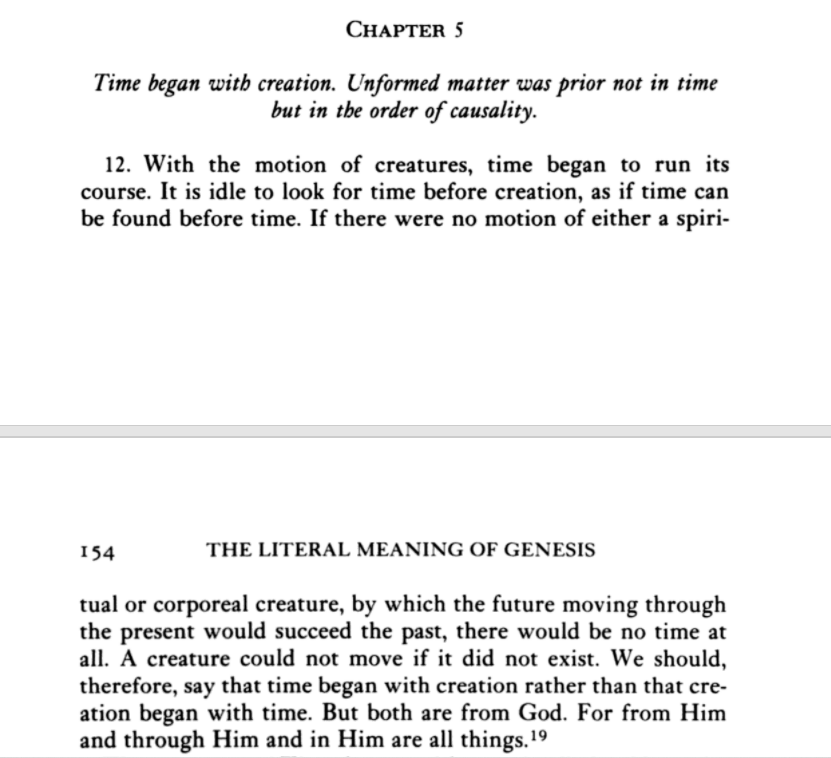 CHAPTER 5
Time began with creation. Unformed matter was prior not in time
but in the order of causality.
12. With the motion of creatures, time began to run its
course. It is idle to look for time before creation, as if time can
be found before time. If there were no motion of either a spiri-
154 THE LITERAL MEANING OF GENESIS
tual or corporeal creature, by which the future moving through
the present would succeed the past, there would be no time at
all. A creature could not move if it did not exist. We should,
therefore, say that time began with creation rather than that cre-
ation began with time. But both are from God. For from Him
and through Him and in Him are all things.¹⁹